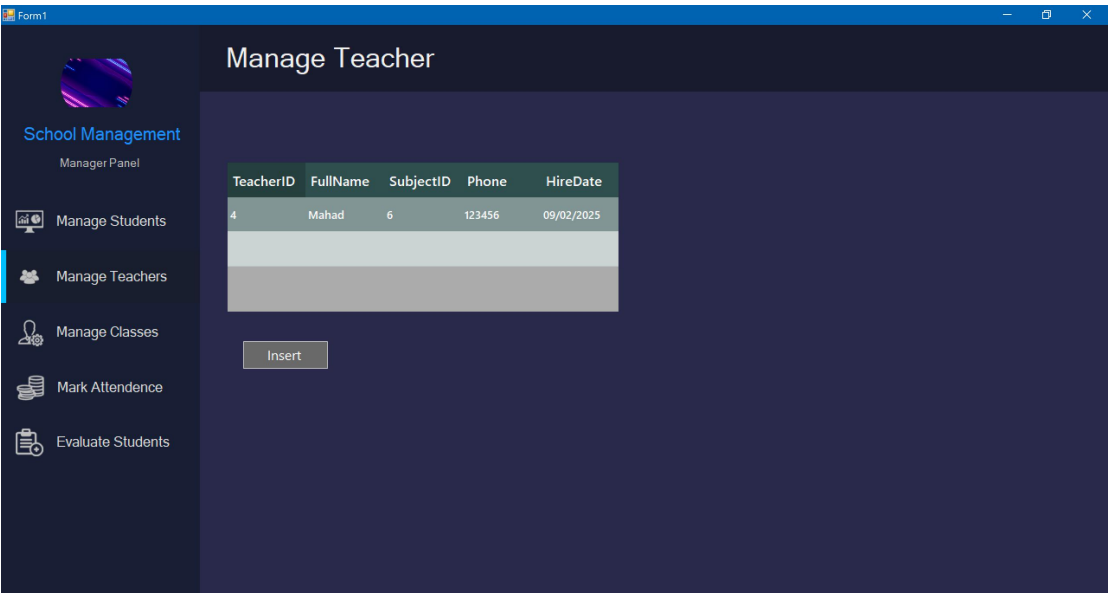 Form1
Manage Teacher
School Management
Manager Panel
Manage Students
Manage Teachers
Manage Classes
Mark Attendence
Evaluate Students
TeacherID FullName SubjectID Phone HireDate
4 Mahad 6 123456 09/02/2025
Insert